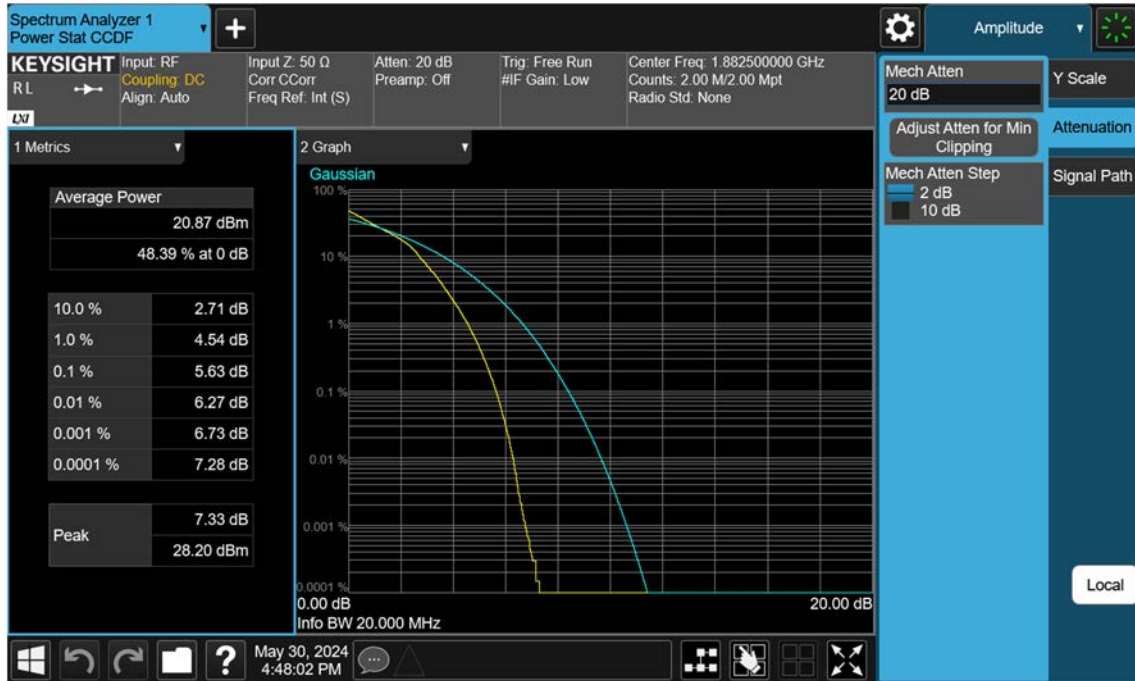 Spectrum Analyzer 1
Power Stat CCDF
+
Amplitude
KEYSIGHT
R L
LXI
Input: RF
Coupling: DC
Align: Auto
Input Z: 50 Ω
Corr CCorr
Freq Ref: Int (S)
Atten: 20 dB
Preamp: Off
Trig: Free Run
#IF Gain: Low
Center Freq: 1.882500000 GHz
Counts: 2.00 M/2.00 Mpt
Radio Std: None
Mech Atten
20 dB
Adjust Atten for Min
Clipping
Mech Atten Step
2 dB
10 dB
Y Scale
Attenuation
Signal Path
1 Metrics
Average Power
20.87 dBm
48.39 % at 0 dB
10.0 % 2.71 dB
1.0 % 4.54 dB
0.1 % 5.63 dB
0.01 % 6.27 dB
0.001 % 6.73 dB
0.0001 % 7.28 dB
Peak
7.33 dB
28.20 dBm
2 Graph
Gaussian
100 %
10 %
1 %
0.1 %
0.01 %
0.001 %
0.0001 %
0.00 dB 20.00 dB
Info BW 20.000 MHz
Local
?
May 30, 2024
4:48:02 PM